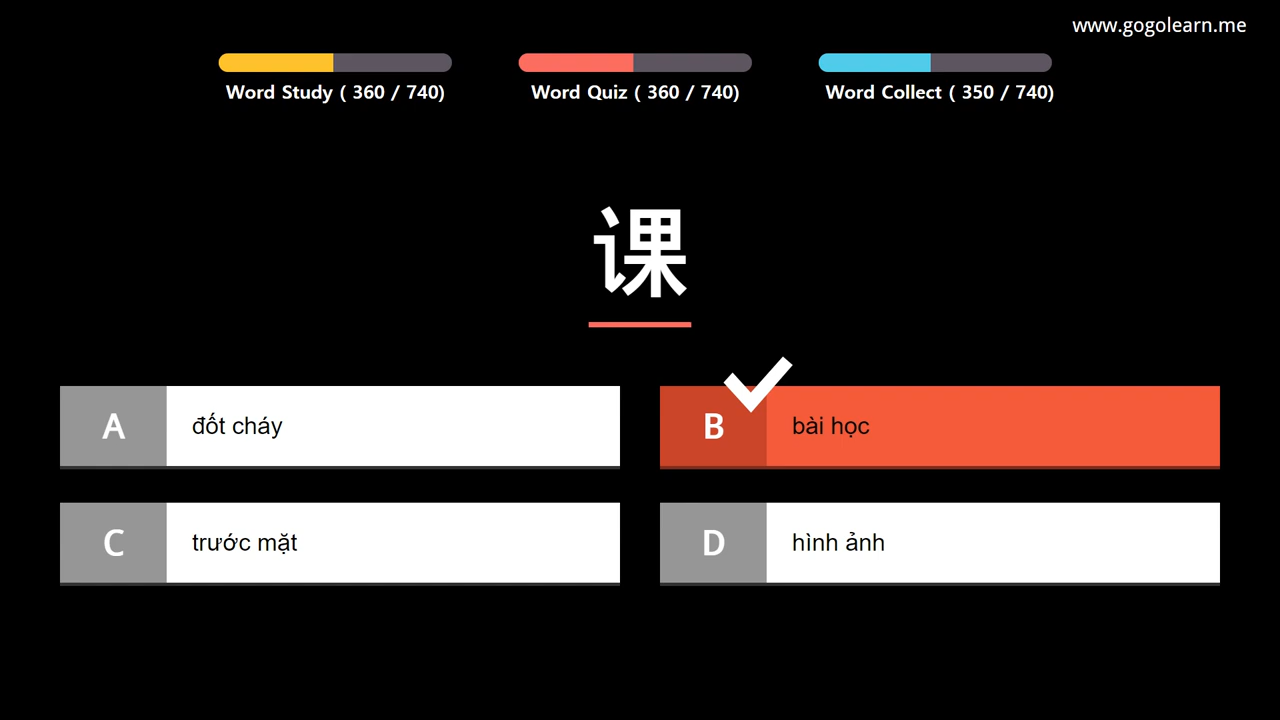 www.gogolearn.me
Word Study ( 360 / 740)
Word Quiz ( 360 / 740)
Word Collect ( 350 / 740)
课
A đốt cháy
B bài học
C trước mặt
D hình ảnh